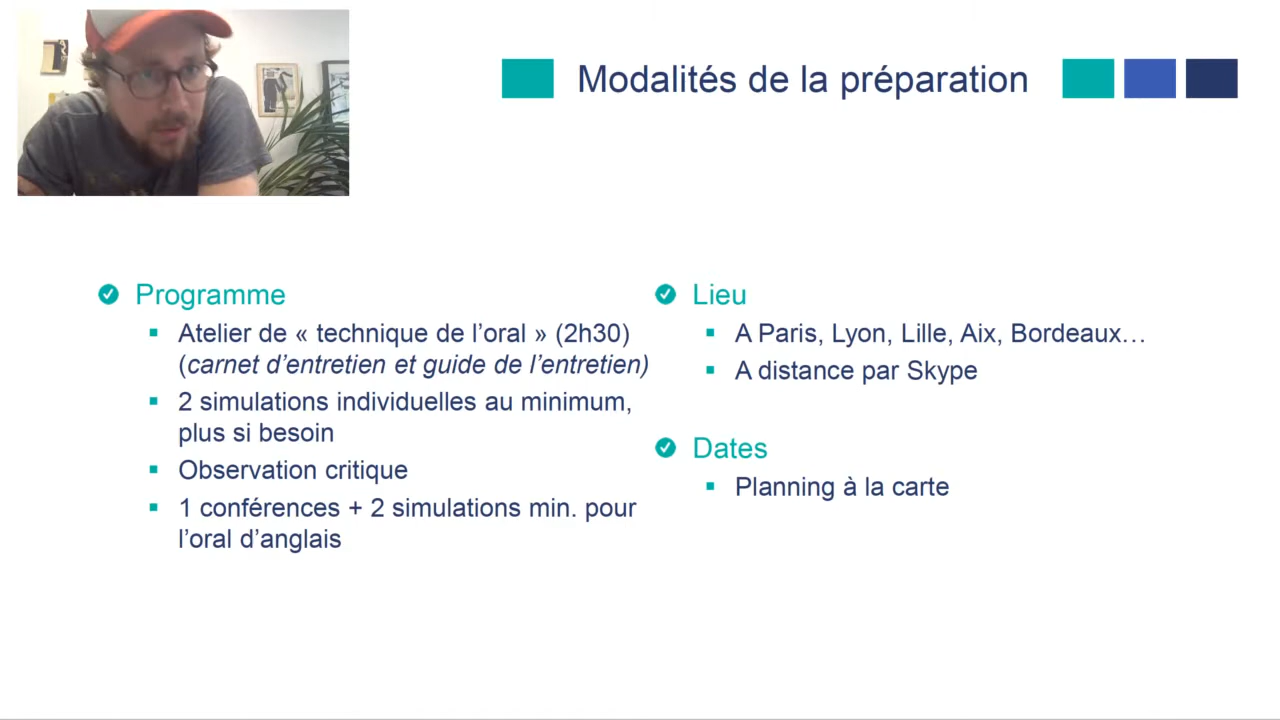 Modalités de la préparation
Programme
Atelier de « technique de l’oral » (2h30)
(carnet d’entretien et guide de l’entretien)
2 simulations individuelles au minimum,
plus si besoin
Observation critique
1 conférences + 2 simulations min. pour
l’oral d’anglais
Lieu
A Paris, Lyon, Lille, Aix, Bordeaux…
A distance par Skype
Dates
Planning à la carte